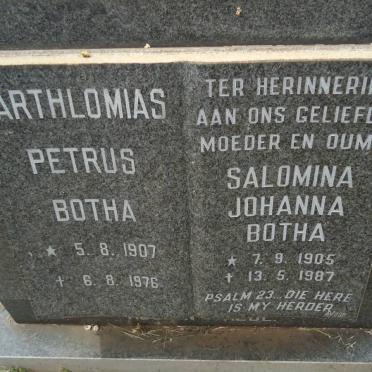 ARTHLOMIAS
PETRUS
BOTHA
* 5.8.1907
† 6.8.1976
TER HERINNERI
AAN ONS GELIEFD
MOEDER EN OUM
SALOMINA
JOHANNA
BOTHA
* 7.9.1905
† 13.5.1987
PSALM 23... DIE HERE
IS MY HERDER